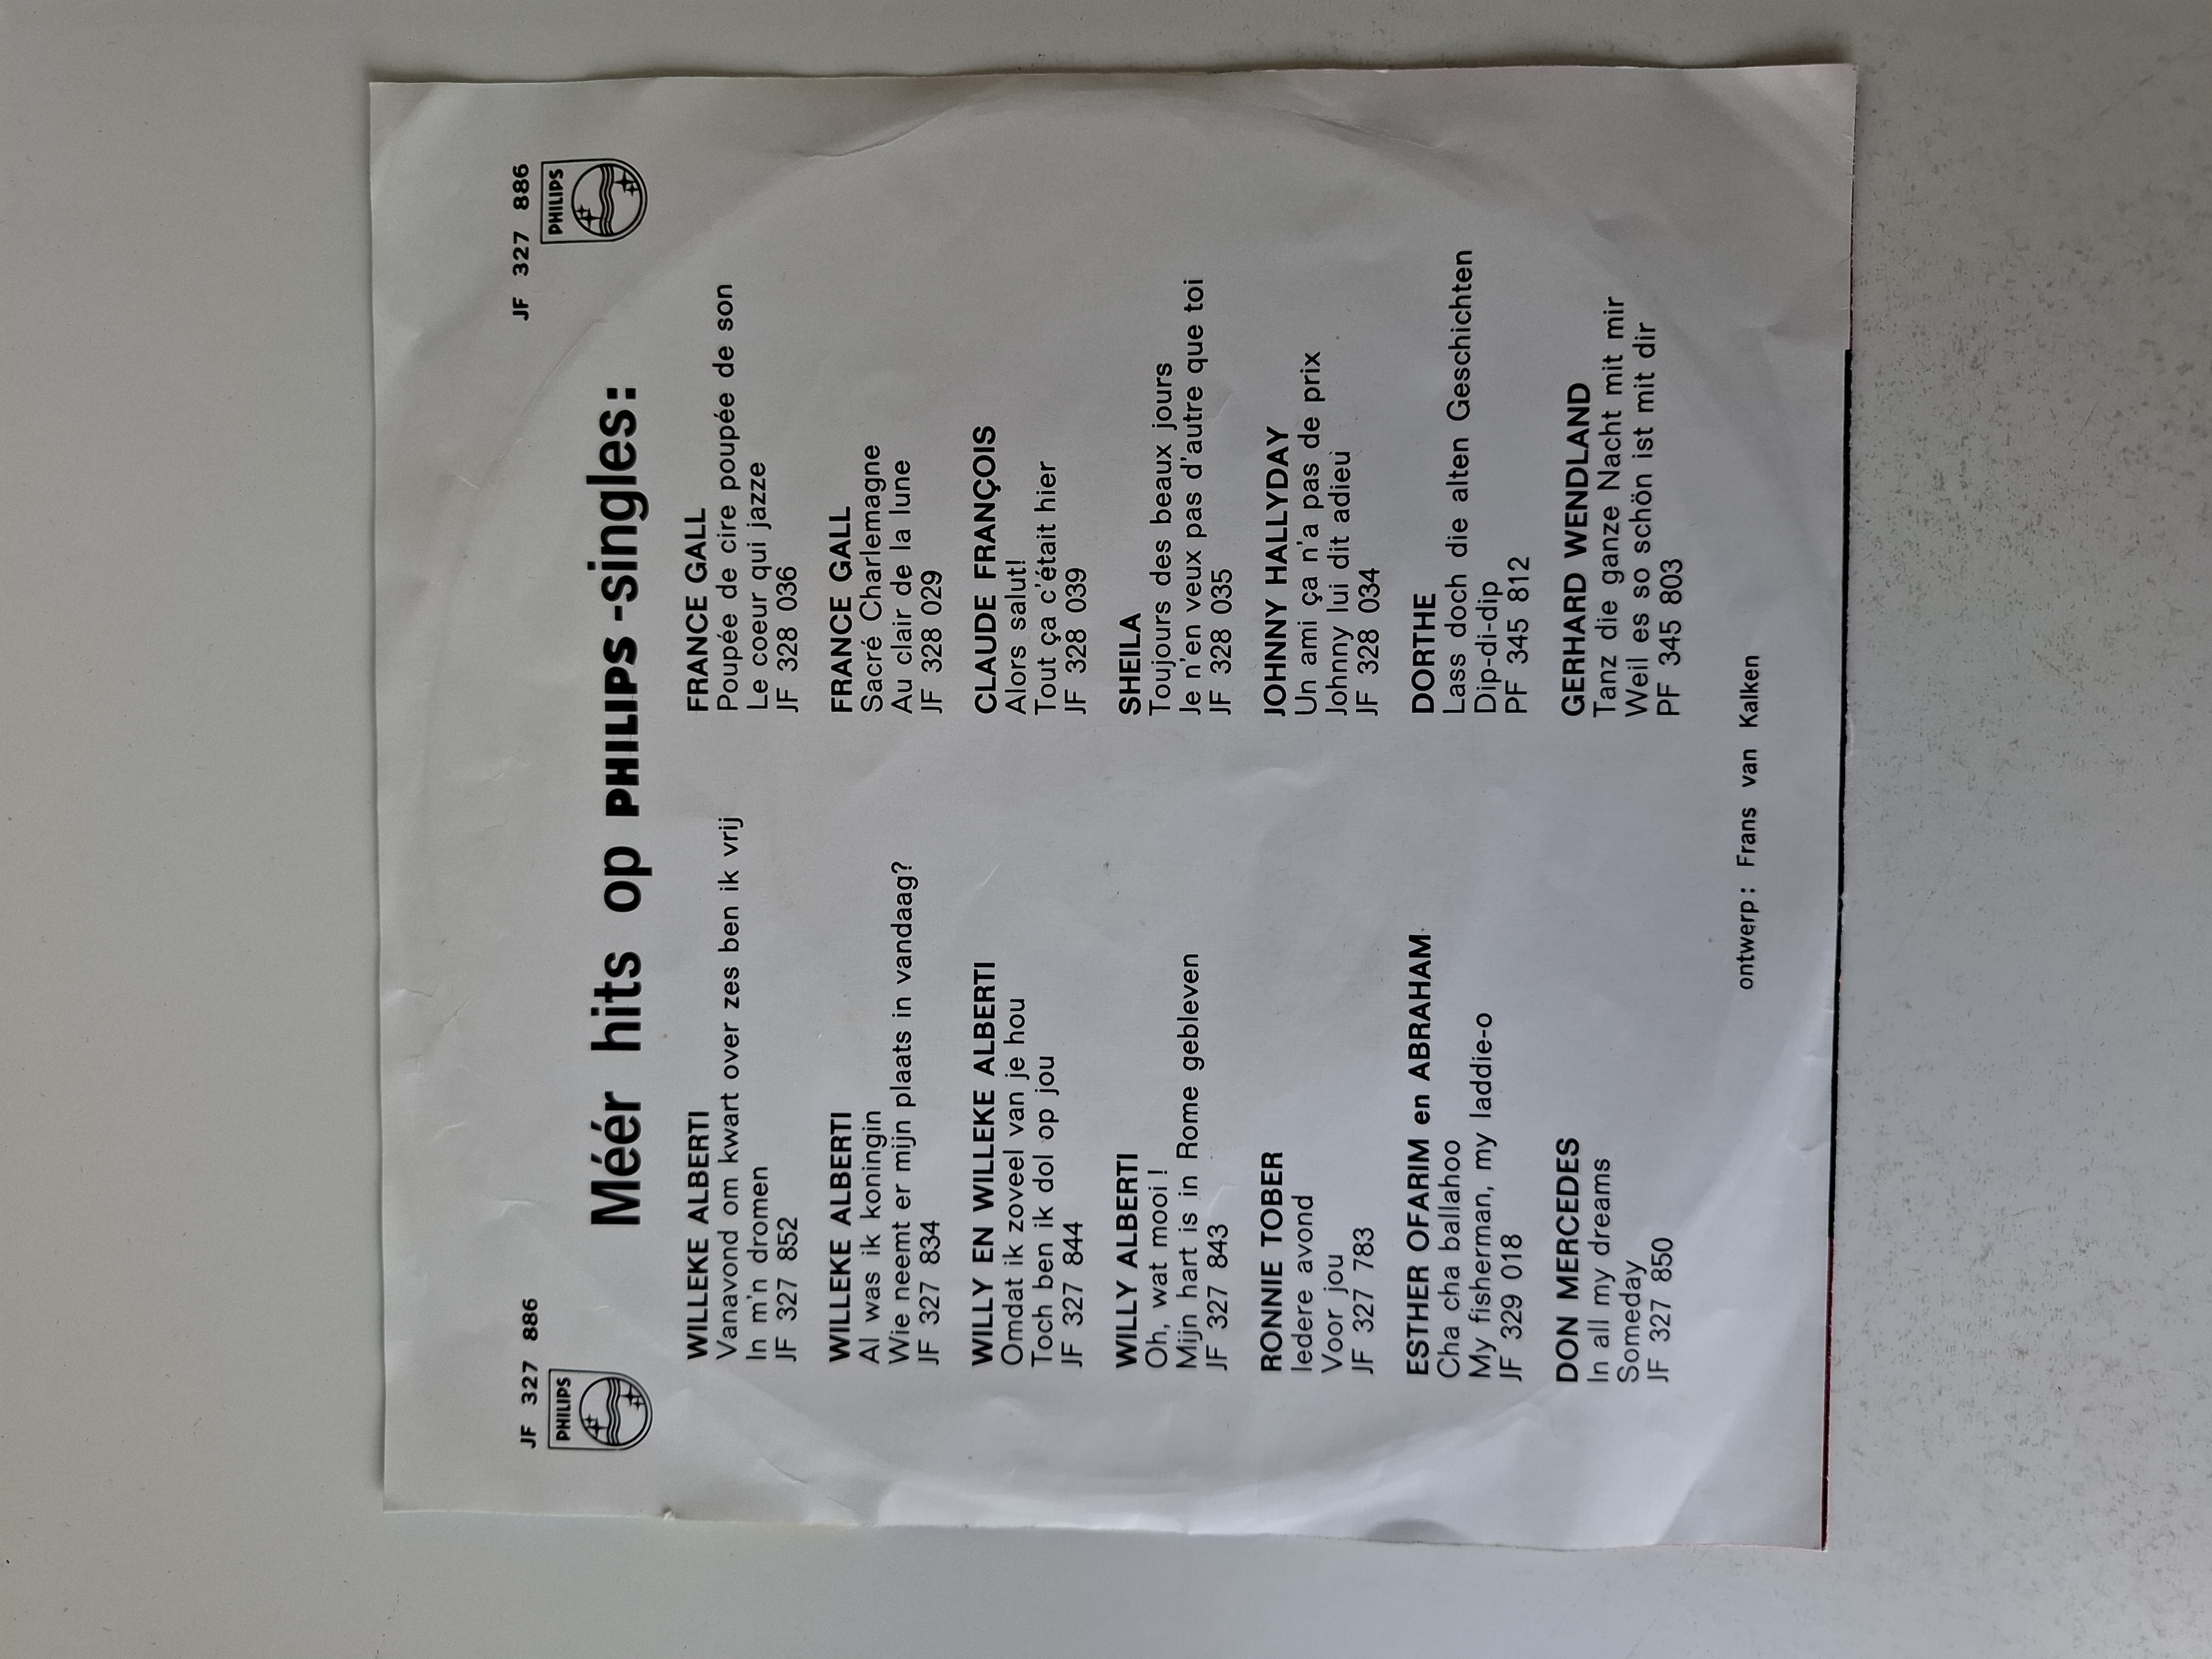 JF 327 886
PHILIPS
JF 327 886
PHILIPS
Méér hits op PHILIPS-singles:
WILLEKE ALBERTI
Vanavond om kwart over zes ben ik vrij
In m'n dromen
JF 327 852
WILLEKE ALBERTI
Al was ik koningin
Wie neemt er mijn plaats in vandaag?
JF 327 834
WILLY EN WILLEKE ALBERTI
Omdat ik zoveel van je hou
Toch ben ik dol op jou
JF 327 844
WILLY ALBERTI
Oh, wat mooi !
Mijn hart is in Rome gebleven
JF 327 843
RONNIE TOBER
Iedere avond
Voor jou
JF 327 783
ESTHER OFARIM en ABRAHAM
Cha cha ballahoo
My fisherman, my laddie-o
JF 329 018
DON MERCEDES
In all my dreams
Someday
JF 327 850
FRANCE GALL
Poupée de cire poupée de son
Le coeur qui jazze
JF 328 036
FRANCE GALL
Sacré Charlemagne
Au clair de la lune
JF 328 029
CLAUDE FRANÇOIS
Alors salut!
Tout ça c'était hier
JF 328 039
SHEILA
Toujours des beaux jours
Je n'en veux pas d'autre que toi
JF 328 035
JOHNNY HALLYDAY
Un ami ça n'a pas de prix
Johnny lui dit adieu
JF 328 034
DORTHE
Lass doch die alten Geschichten
Dip-di-dip
PF 345 812
GERHARD WENDLAND
Tanz die ganze Nacht mit mir
Weil es so schön ist mit dir
PF 345 803
ontwerp: Frans van Kalken